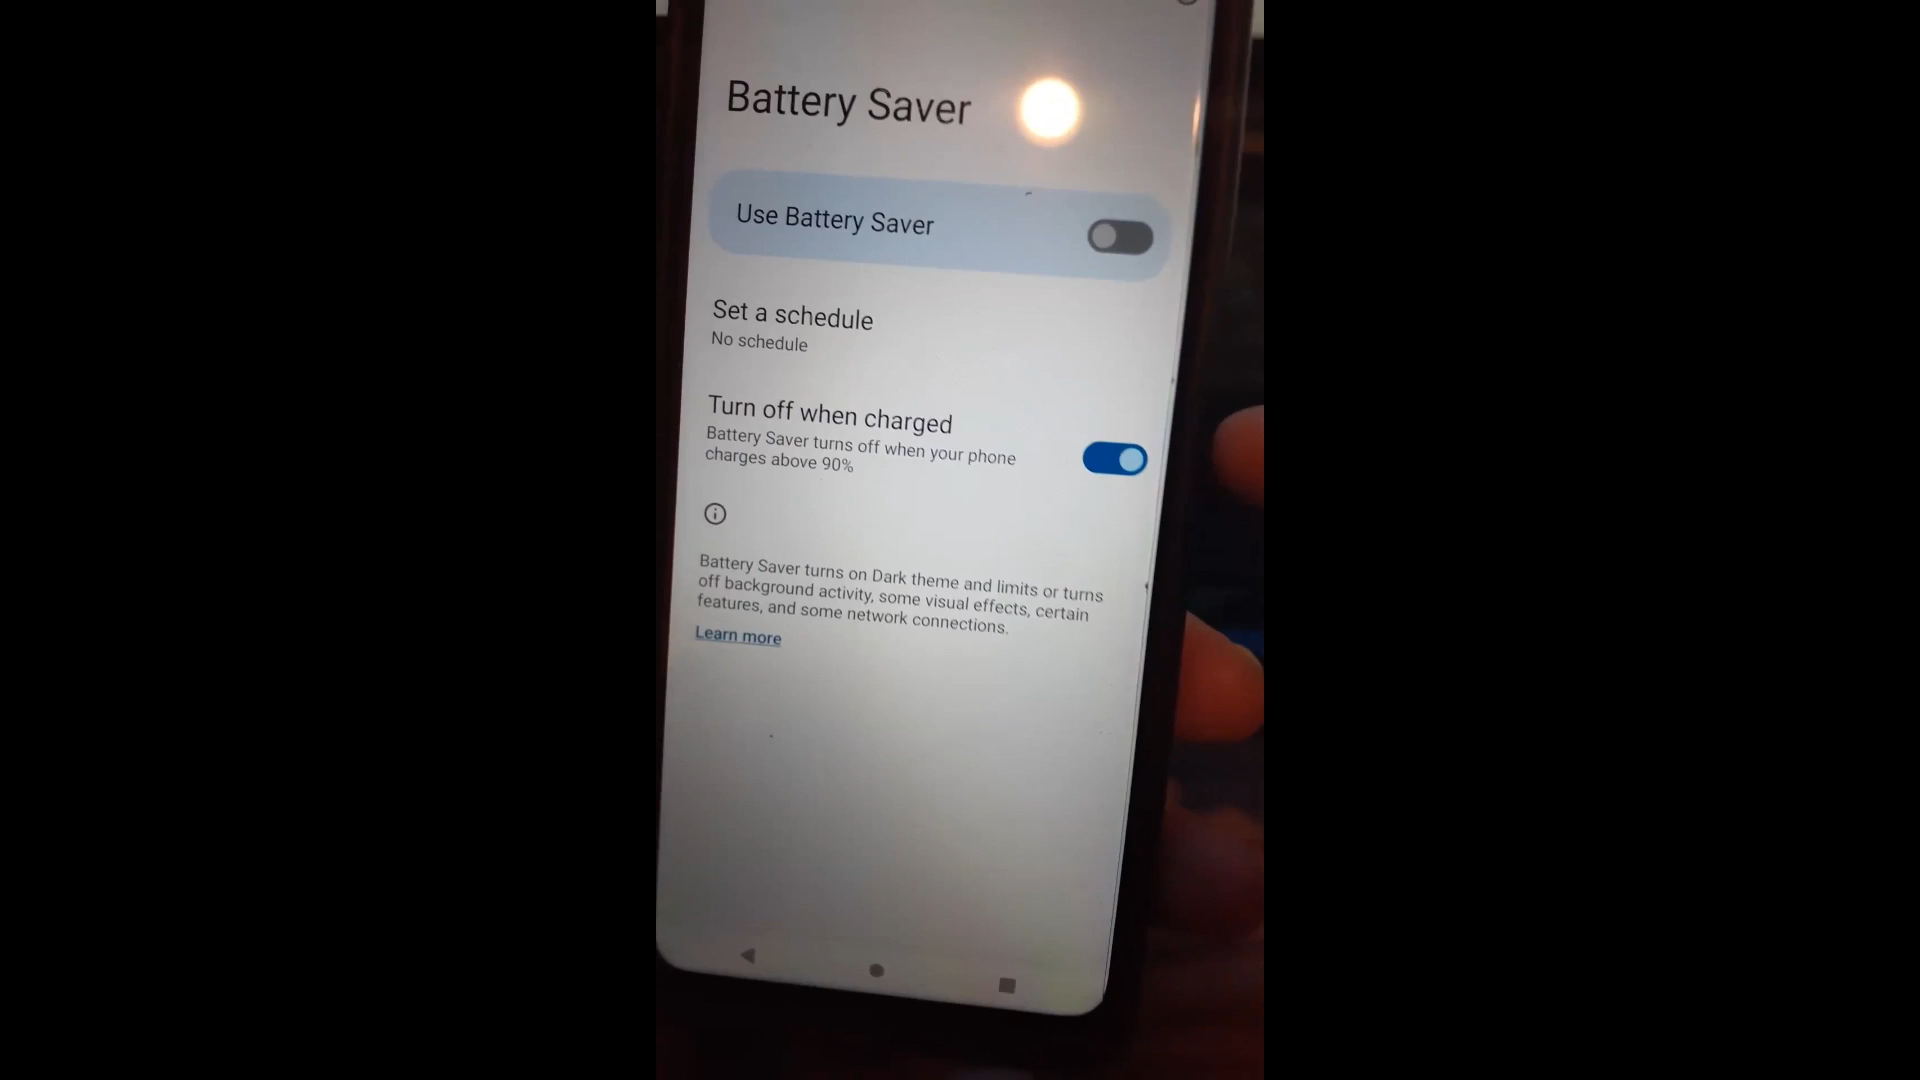 Battery Saver
Use Battery Saver
Set a schedule
No schedule
Turn off when charged
Battery Saver turns off when your phone
charges above 90%
Battery Saver turns on Dark theme and limits or turns
off background activity, some visual effects, certain
features, and some network connections.
Learn more